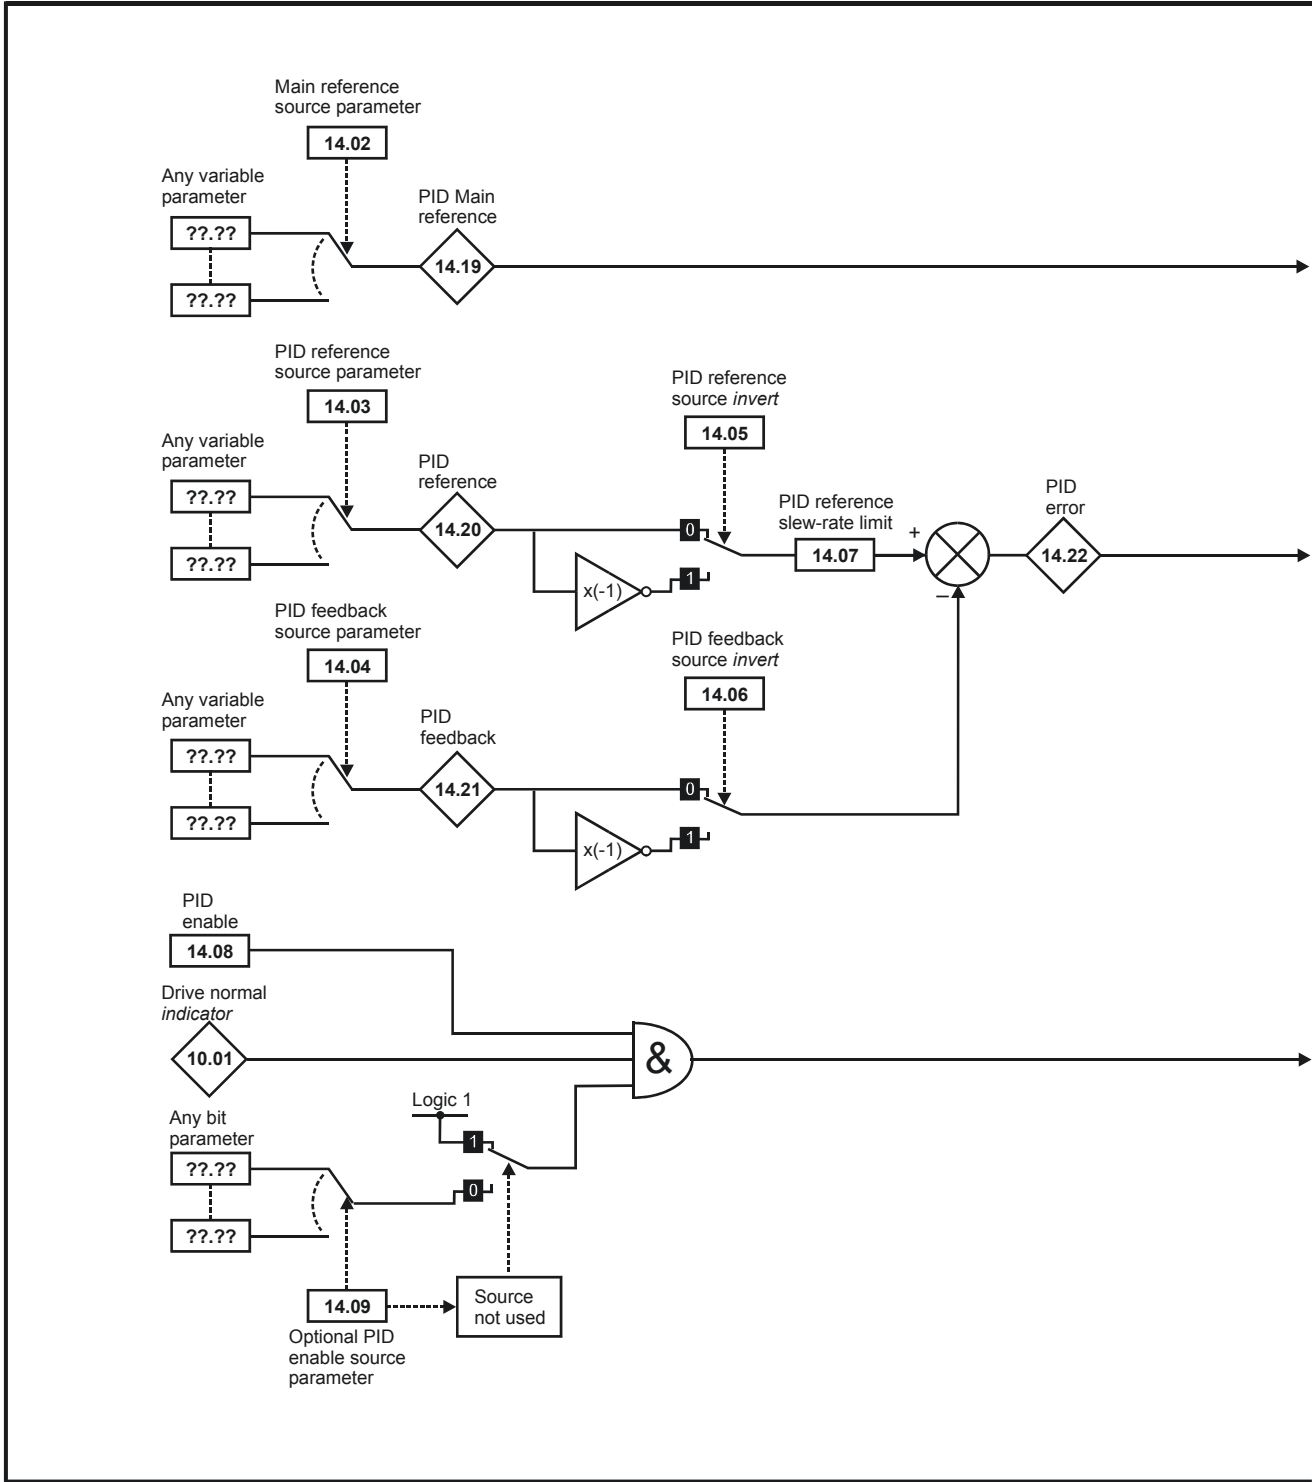 Main reference
source parameter
14.02
Any variable
parameter
??.??
??.??
PID Main
reference
14.19
PID reference
source parameter
14.03
Any variable
parameter
??.??
??.??
PID
reference
14.20
x(-1)
PID reference
source invert
14.05
0
1
PID reference
slew-rate limit
14.07
+
–
PID
error
14.22
PID feedback
source parameter
14.04
Any variable
parameter
??.??
??.??
PID
feedback
14.21
x(-1)
PID feedback
source invert
14.06
0
1
PID
enable
14.08
Drive normal
indicator
10.01
&
Logic 1
1
0
Any bit
parameter
??.??
??.??
14.09
Optional PID
enable source
parameter
Source
not used